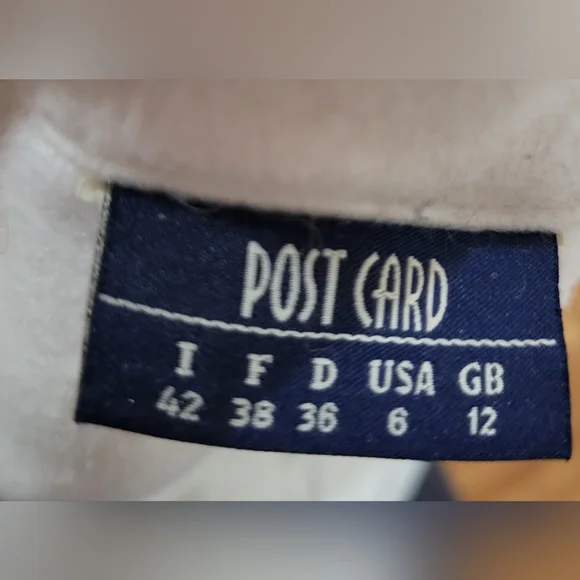 POST CARD
I F D USA GB
42 38 36 6 12